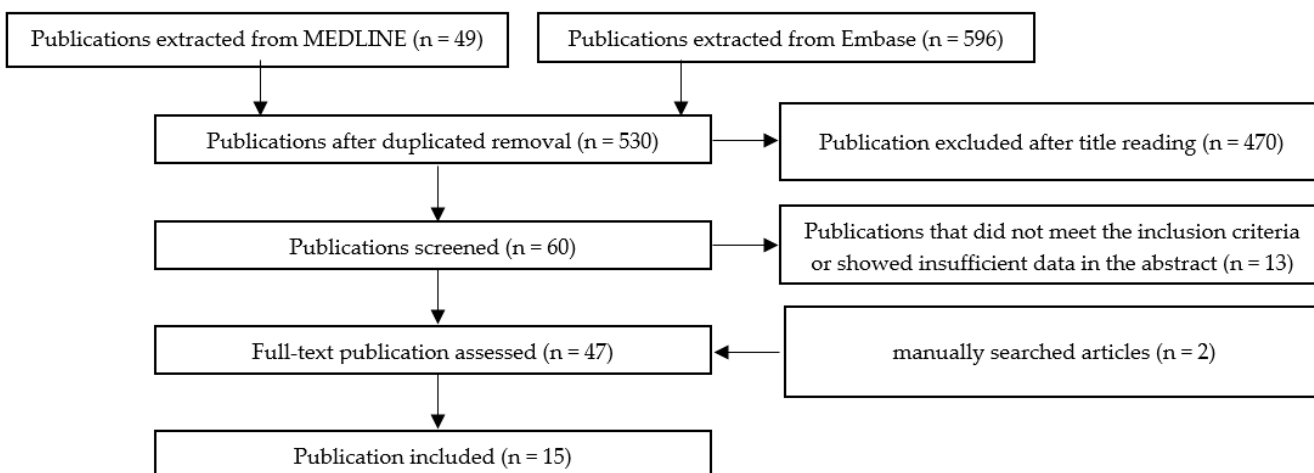 Publications extracted from MEDLINE (n = 49)
Publications extracted from Embase (n = 596)
Publications after duplicated removal (n = 530)
Publication excluded after title reading (n = 470)
Publications screened (n = 60)
Publications that did not meet the inclusion criteria
or showed insufficient data in the abstract (n = 13)
Full-text publication assessed (n = 47)
manually searched articles (n = 2)
Publication included (n = 15)